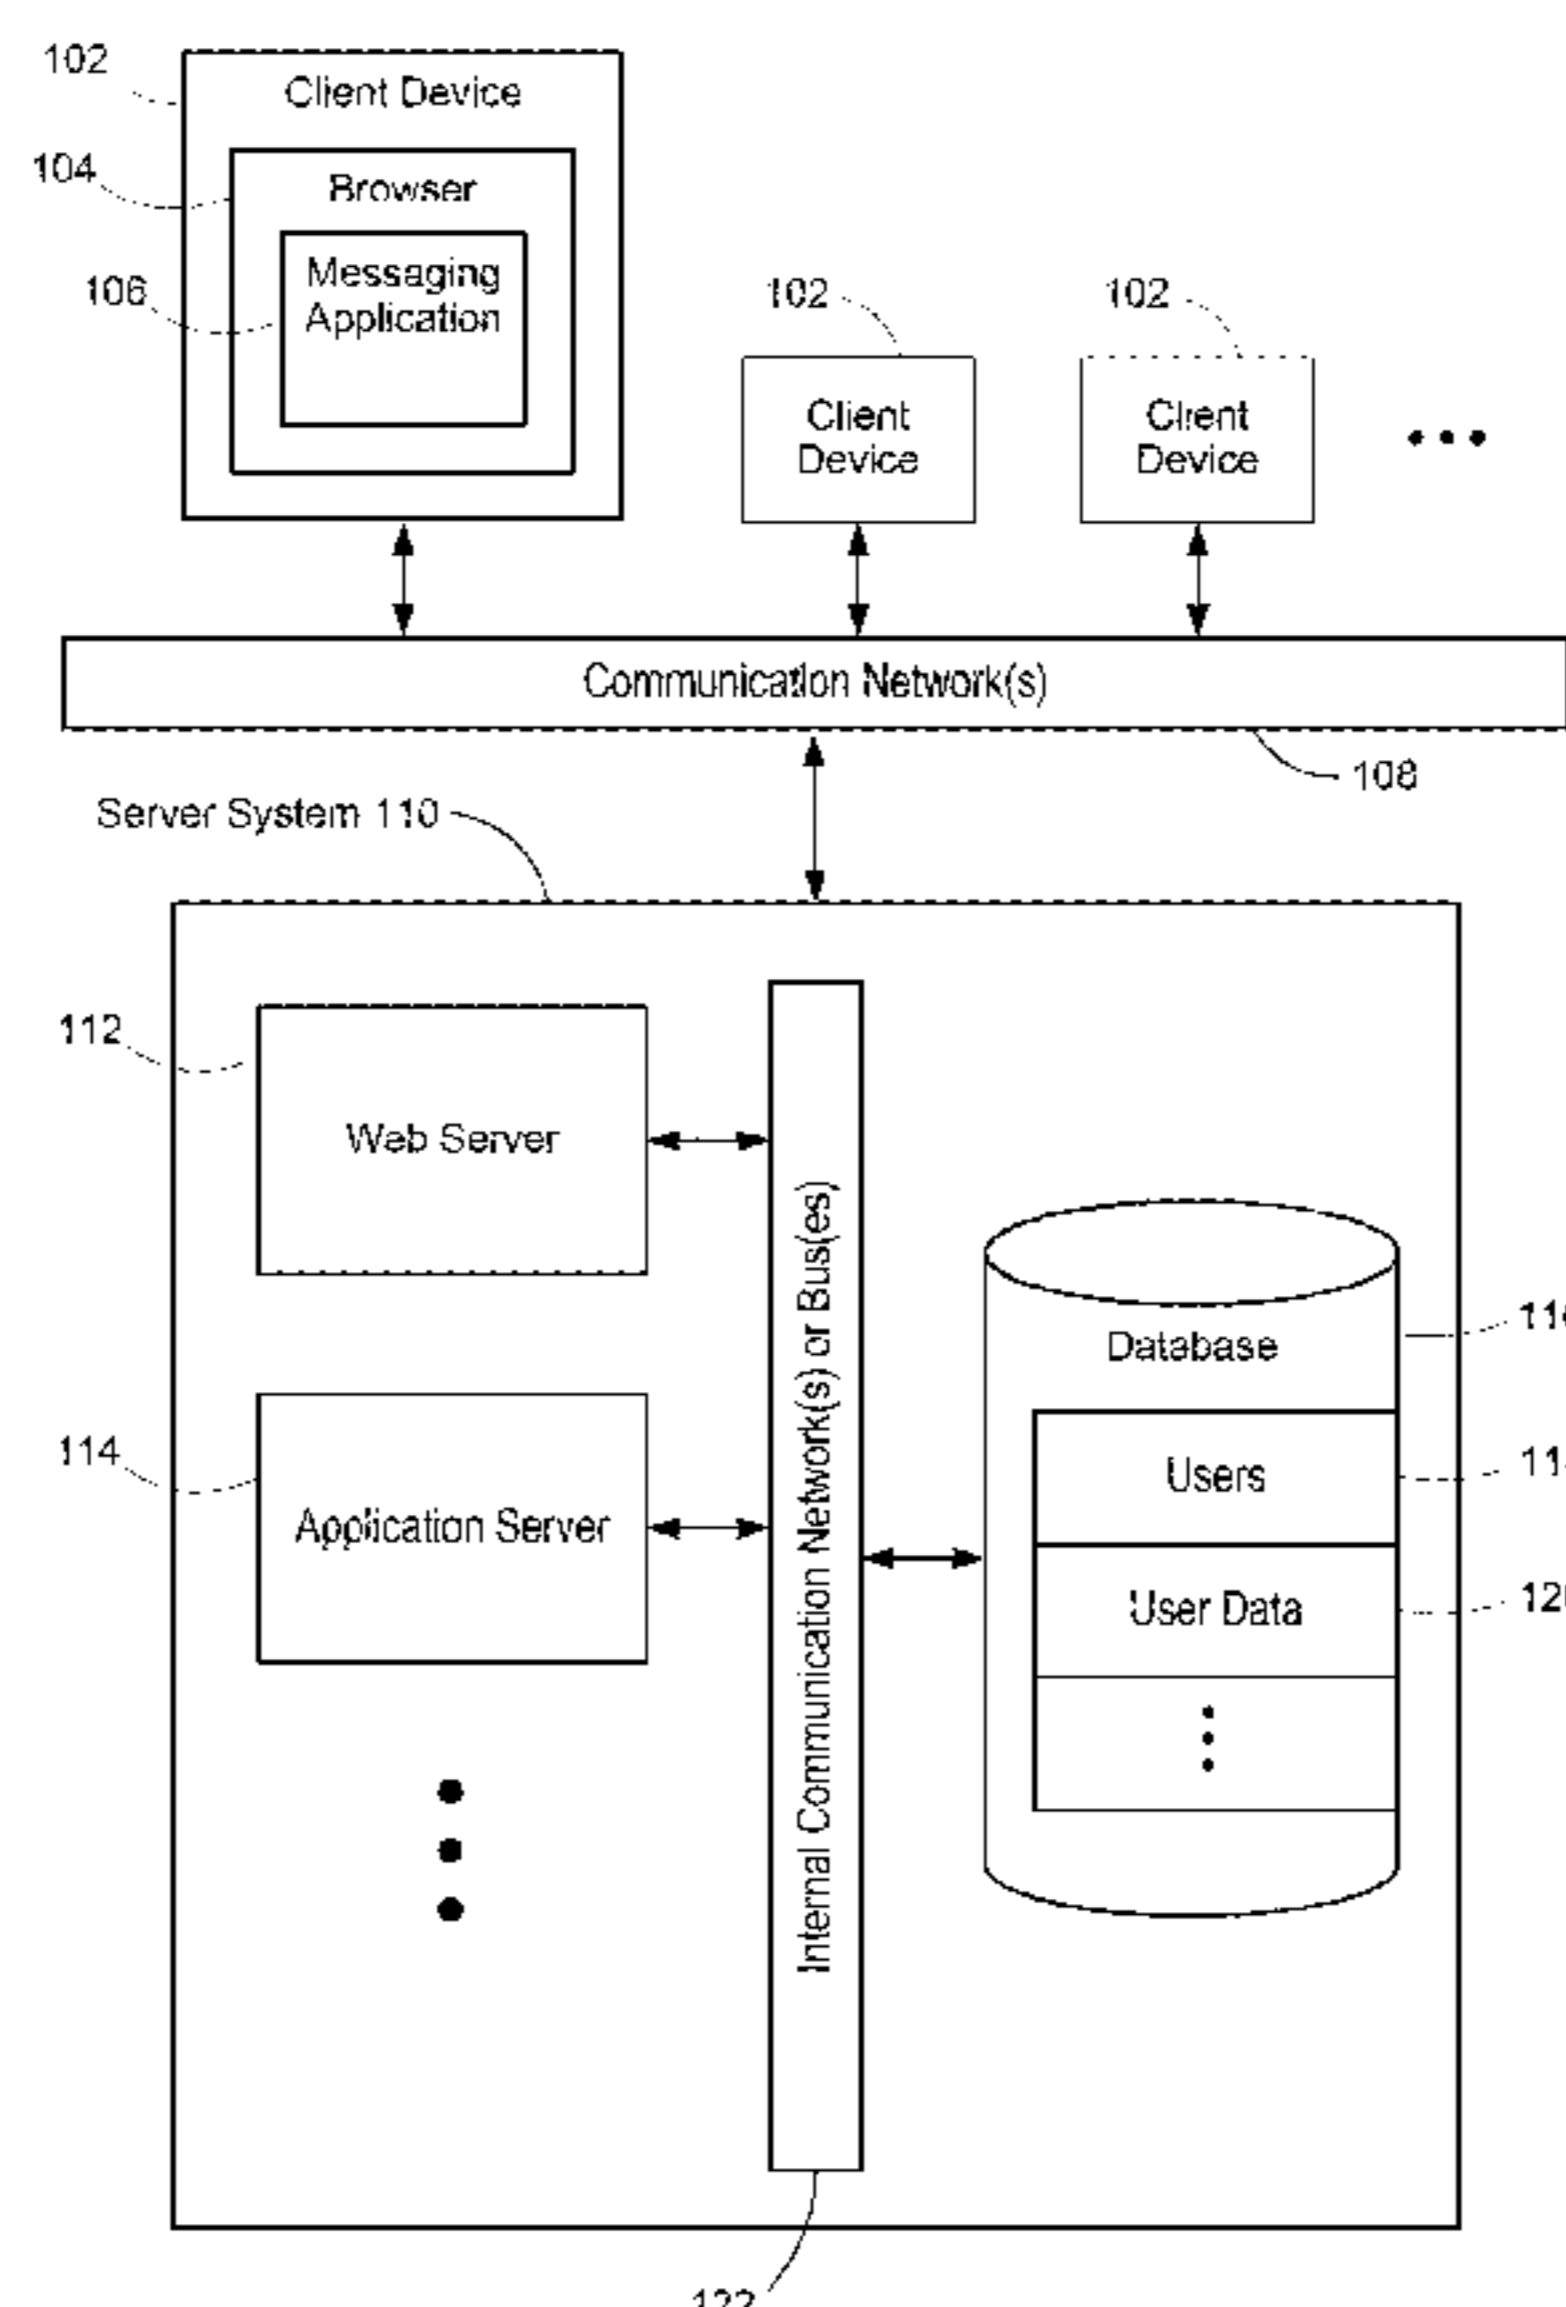 102
Client Device
104
Browser
106
Messaging
Application
102
102
Client
Device
Client
Device
Communication Network(s)
108
Server System 110
112
Web Server
Internal Communication Network(s) or Bus(es)
Database
114
Users
Application Server
User Data